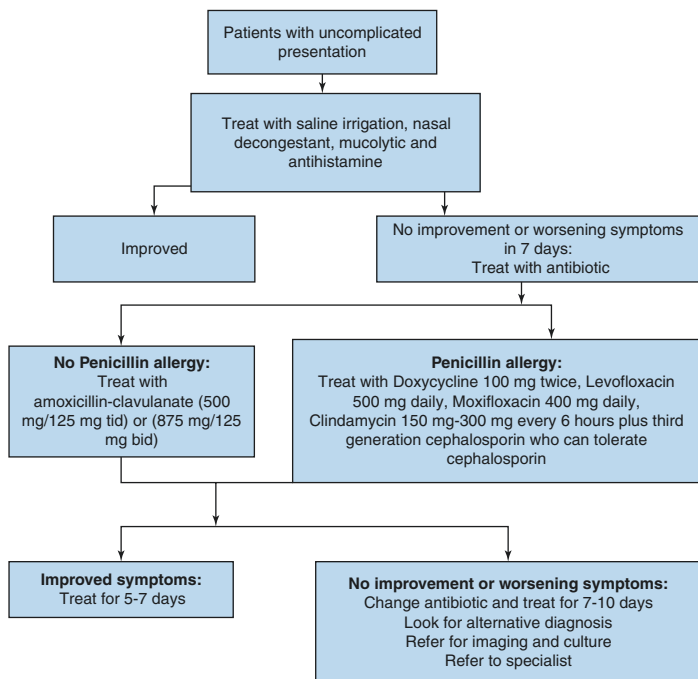 Patients with uncomplicated
presentation
Treat with saline irrigation, nasal
decongestant, mucolytic and
antihistamine
Improved
No improvement or worsening symptoms
in 7 days:
Treat with antibiotic
No Penicillin allergy:
Treat with
amoxicillin-clavulanate (500
mg/125 mg tid) or (875 mg/125
mg bid)
Penicillin allergy:
Treat with Doxycycline 100 mg twice, Levofloxacin
500 mg daily, Moxifloxacin 400 mg daily,
Clindamycin 150 mg-300 mg every 6 hours plus third
generation cephalosporin who can tolerate
cephalosporin
Improved symptoms:
Treat for 5-7 days
No improvement or worsening symptoms:
Change antibiotic and treat for 7-10 days
Look for alternative diagnosis
Refer for imaging and culture
Refer to specialist